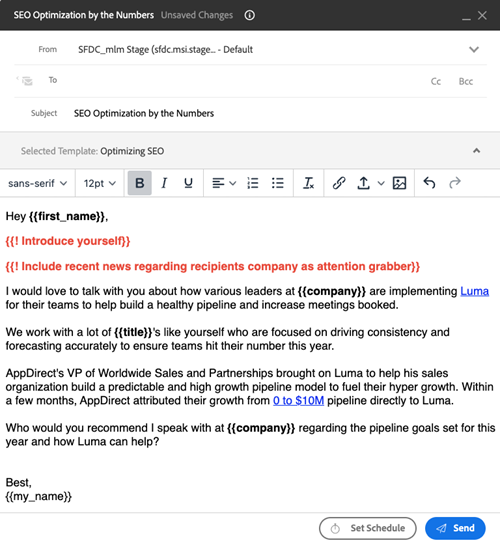 SEO Optimization by the Numbers Unsaved Changes
From SFDC_mlm Stage (sfdc.msi.stage... - Default
To Cc Bcc
Subject SEO Optimization by the Numbers
Selected Template: Optimizing SEO
sans-serif 12pt B I U
Hey {{first_name}},
{{! Introduce yourself}}
{{! Include recent news regarding recipients company as attention grabber}}
I would love to talk with you about how various leaders at {{company}} are implementing Luma
for their teams to help build a healthy pipeline and increase meetings booked.
We work with a lot of {{title}}'s like yourself who are focused on driving consistency and
forecasting accurately to ensure teams hit their number this year.
AppDirect's VP of Worldwide Sales and Partnerships brought on Luma to help his sales
organization build a predictable and high growth pipeline model to fuel their hyper growth. Within
a few months, AppDirect attributed their growth from 0 to $10M pipeline directly to Luma.
Who would you recommend I speak with at {{company}} regarding the pipeline goals set for this
year and how Luma can help?
Best,
{{my_name}}
Set Schedule Send